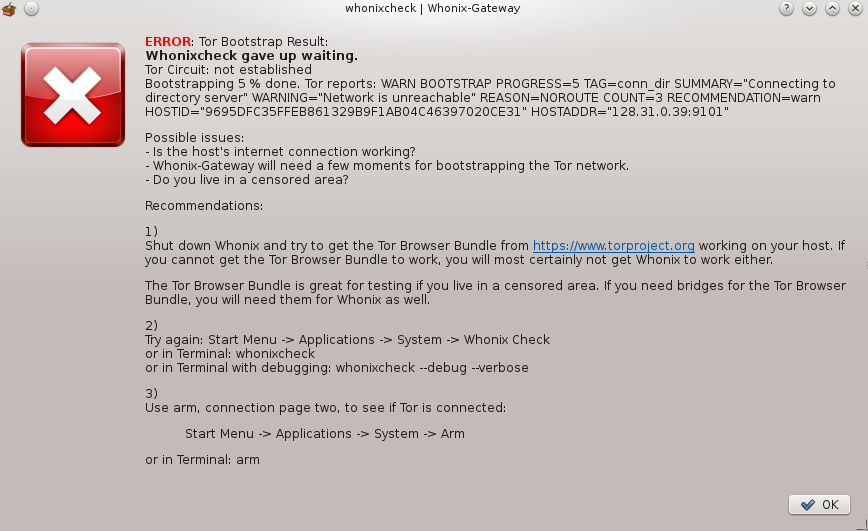 whonixcheck | Whonix-Gateway
ERROR: Tor Bootstrap Result:
Whonixcheck gave up waiting.
Tor Circuit: not established
Bootstrapping 5 % done. Tor reports: WARN BOOTSTRAP PROGRESS=5 TAG=conn_dir SUMMARY="Connecting to
directory server" WARNING="Network is unreachable" REASON=NOROUTE COUNT=3 RECOMMENDATION=warn
HOSTID="9695DFC35FFEB861329B9F1AB04C46397020CE31" HOSTADDR="128.31.0.39:9101"
Possible issues:
- Is the host's internet connection working?
- Whonix-Gateway will need a few moments for bootstrapping the Tor network.
- Do you live in a censored area?
Recommendations:
1)
Shut down Whonix and try to get the Tor Browser Bundle from https://www.torproject.org working on your host. If
you cannot get the Tor Browser Bundle to work, you will most certainly not get Whonix to work either.
The Tor Browser Bundle is great for testing if you live in a censored area. If you need bridges for the Tor Browser
Bundle, you will need them for Whonix as well.
2)
Try again: Start Menu -> Applications -> System -> Whonix Check
or in Terminal: whonixcheck
or in Terminal with debugging: whonixcheck --debug --verbose
3)
Use arm, connection page two, to see if Tor is connected:
Start Menu -> Applications -> System -> Arm
or in Terminal: arm
OK